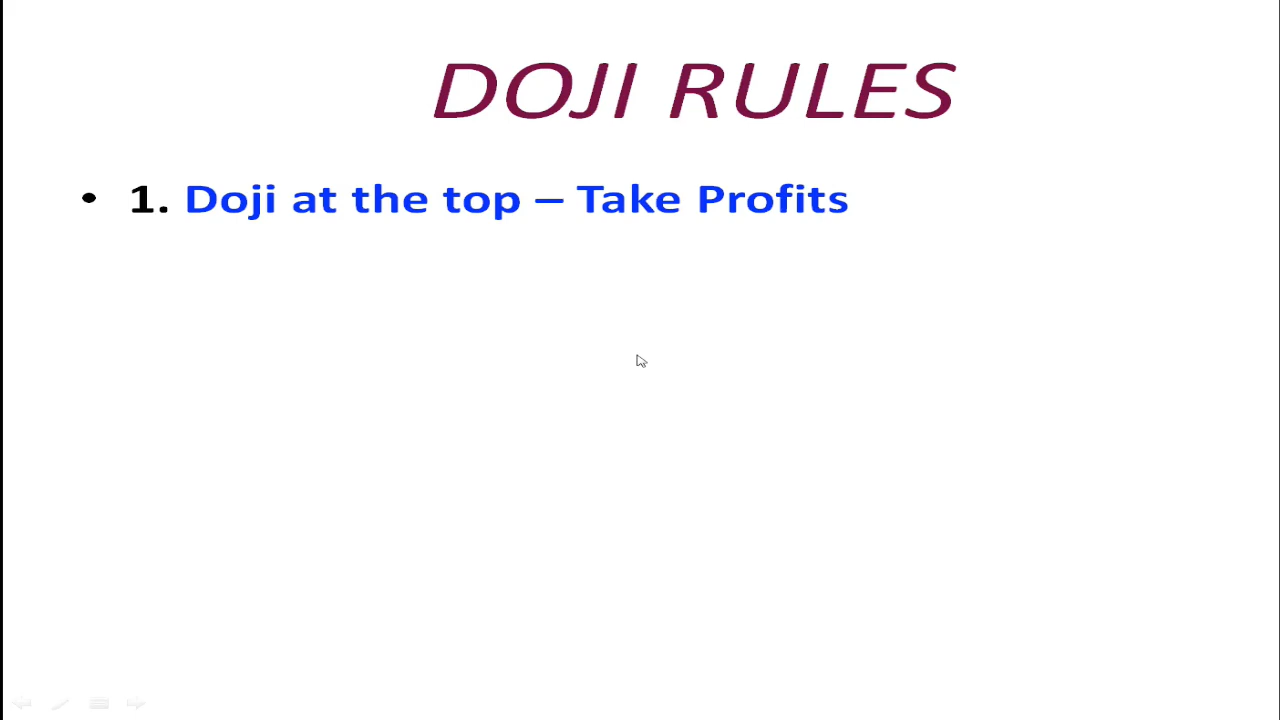 DOJI RULES
• 1. Doji at the top – Take Profits